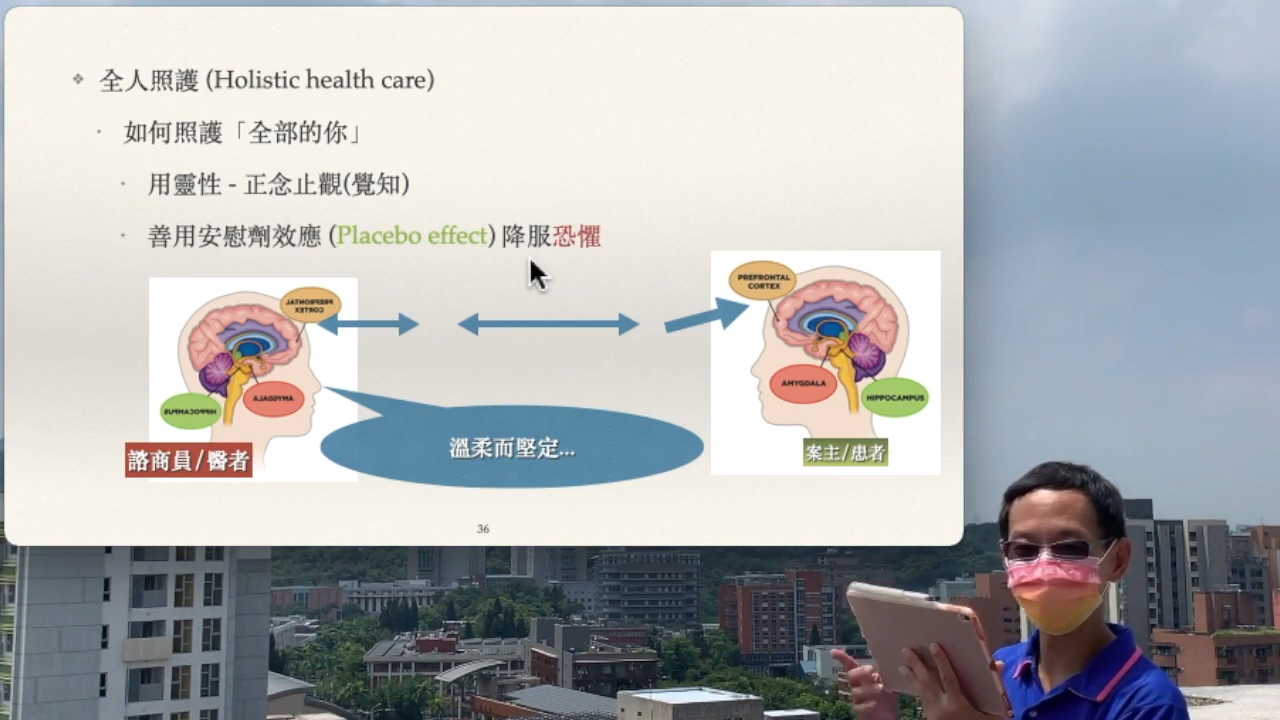 全人照護 (Holistic health care)
如何照護「全部的你」
用靈性 - 正念止觀(覺知)
善用安慰劑效應 (Placebo effect) 降服恐懼
PREFRONTAL
CORTEX
AMYGDALA
HIPPOCAMPUS
諮商員/醫者
PREFRONTAL
CORTEX
AMYGDALA
HIPPOCAMPUS
案主/患者
溫柔而堅定...
36